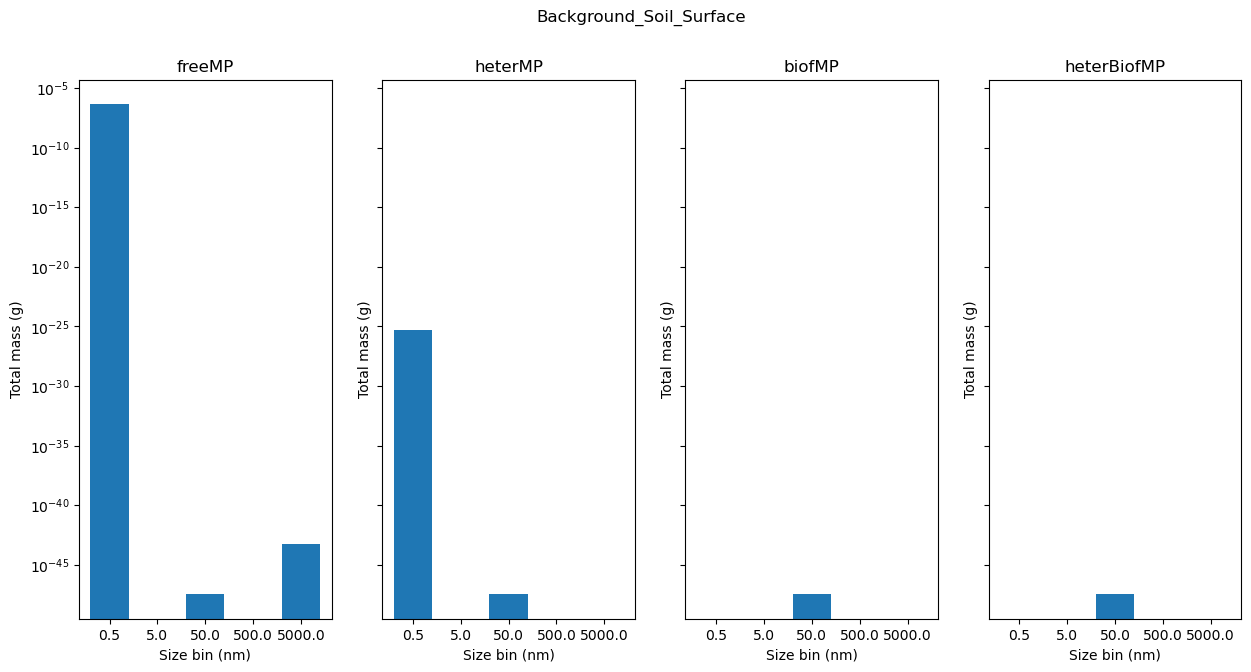 Background_Soil_Surface
freeMP
heterMP
biofMP
heterBiofMP
Total mass (g)
10⁻⁵
10⁻¹⁰
10⁻¹⁵
10⁻²⁰
10⁻²⁵
10⁻³⁰
10⁻³⁵
10⁻⁴⁰
10⁻⁴⁵
0.5 5.0 50.0 500.0 5000.0
Size bin (nm)
Total mass (g)
0.5 5.0 50.0 500.0 5000.0
Size bin (nm)
Total mass (g)
0.5 5.0 50.0 500.0 5000.0
Size bin (nm)
Total mass (g)
0.5 5.0 50.0 500.0 5000.0
Size bin (nm)